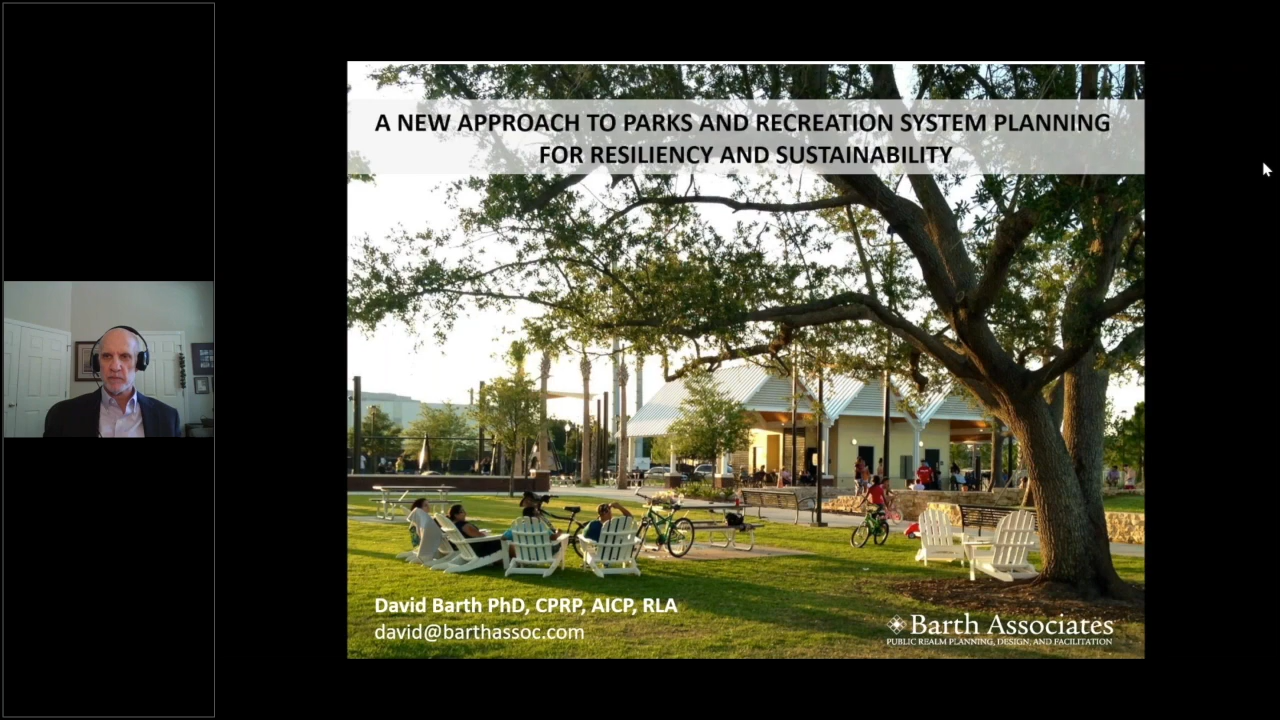 A NEW APPROACH TO PARKS AND RECREATION SYSTEM PLANNING
FOR RESILIENCY AND SUSTAINABILITY
David Barth PhD, CPRP, AICP, RLA
david@barthassoc.com
Barth Associates
PUBLIC REALM PLANNING, DESIGN, AND FACILITATION